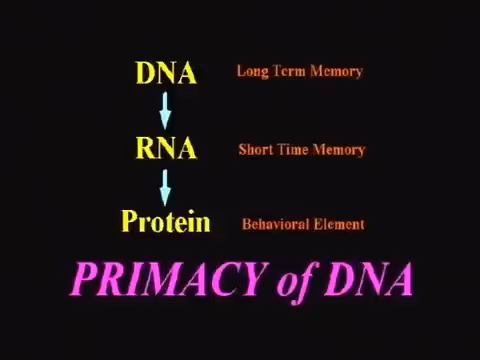 DNA Long Term Memory
RNA Short Time Memory
Protein Behavioral Element
PRIMACY of DNA